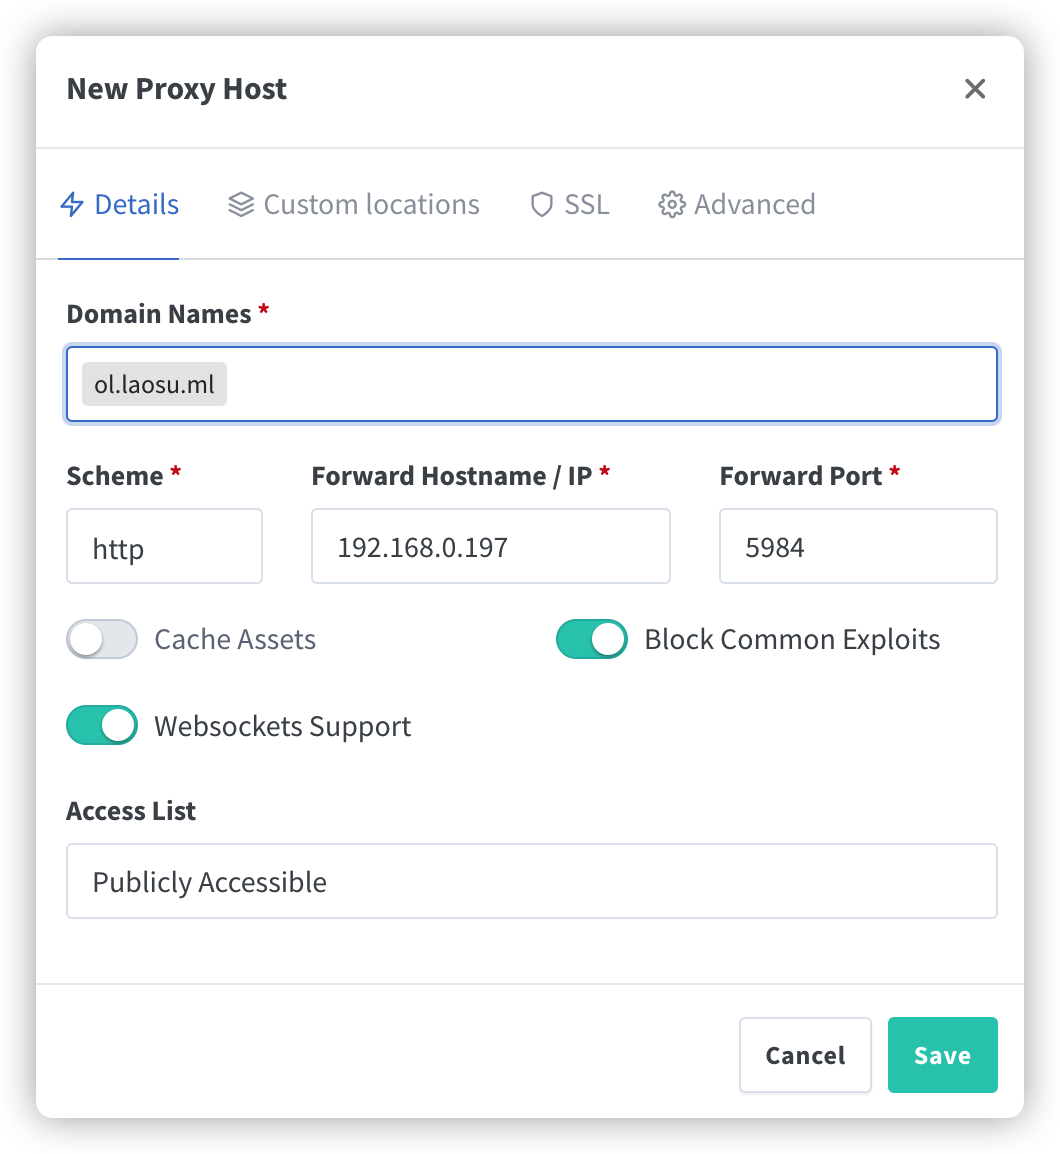 New Proxy Host
Details Custom locations SSL Advanced
Domain Names *
ol.laosu.ml
Scheme * Forward Hostname / IP * Forward Port *
http 192.168.0.197 5984
Cache Assets Block Common Exploits
Websockets Support
Access List
Publicly Accessible
Cancel Save